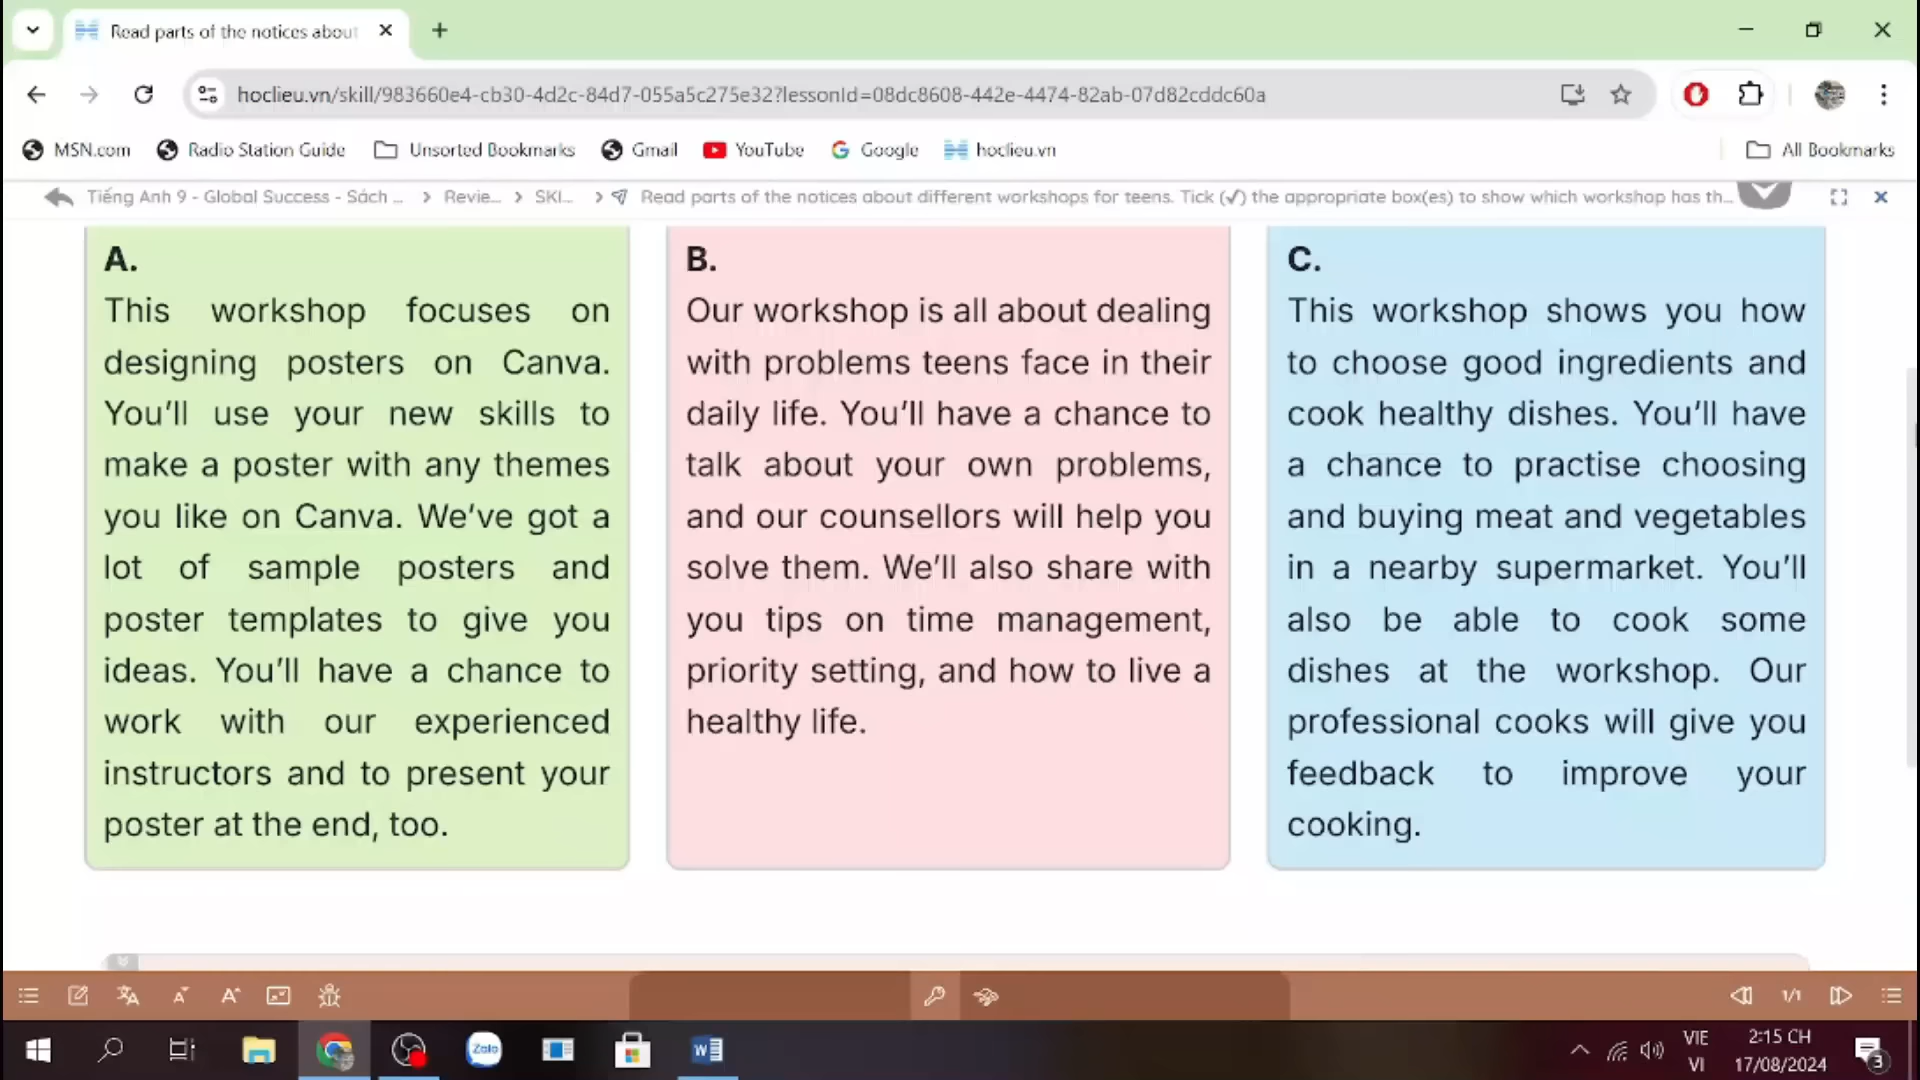 Read parts of the notices about
hoclieu.vn/skill/983660e4-cb30-4d2c-84d7-055a5c275e32?lessonId=08dc8608-442e-4474-82ab-07d82cddc60a
MSN.com Radio Station Guide Unsorted Bookmarks Gmail YouTube Google hoclieu.vn All Bookmarks
Tiếng Anh 9 - Global Success - Sách ... > Revie... > SKI... > Read parts of the notices about different workshops for teens. Tick (√) the appropriate box(es) to show which workshop has th...
A.
This workshop focuses on
designing posters on Canva.
You'll use your new skills to
make a poster with any themes
you like on Canva. We've got a
lot of sample posters and
poster templates to give you
ideas. You'll have a chance to
work with our experienced
instructors and to present your
poster at the end, too.
B.
Our workshop is all about dealing
with problems teens face in their
daily life. You'll have a chance to
talk about your own problems,
and our counsellors will help you
solve them. We'll also share with
you tips on time management,
priority setting, and how to live a
healthy life.
C.
This workshop shows you how
to choose good ingredients and
cook healthy dishes. You'll have
a chance to practise choosing
and buying meat and vegetables
in a nearby supermarket. You'll
also be able to cook some
dishes at the workshop. Our
professional cooks will give you
feedback to improve your
cooking.
1/1
Zalo
VIE
VI
2:15 CH
17/08/2024
3